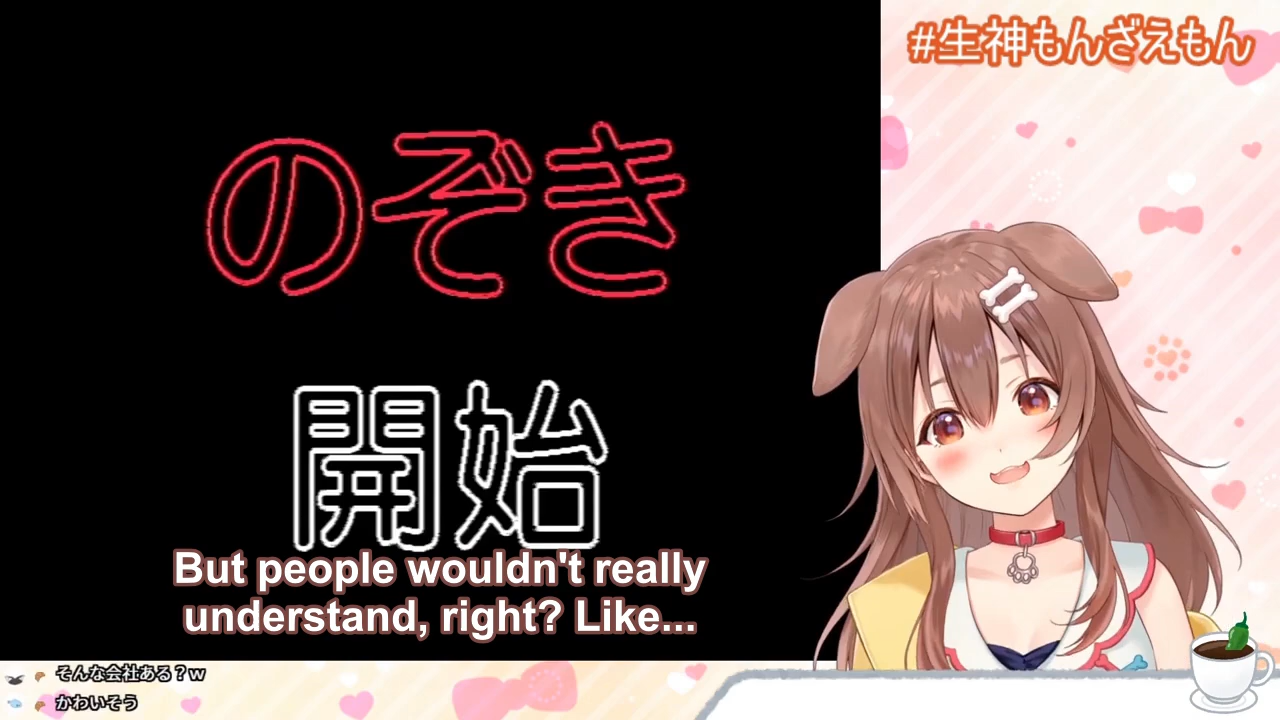 #生神もんざえもん
のぞき
開始
But people wouldn't really
understand, right? Like...
そんな会社ある？w
かわいそう